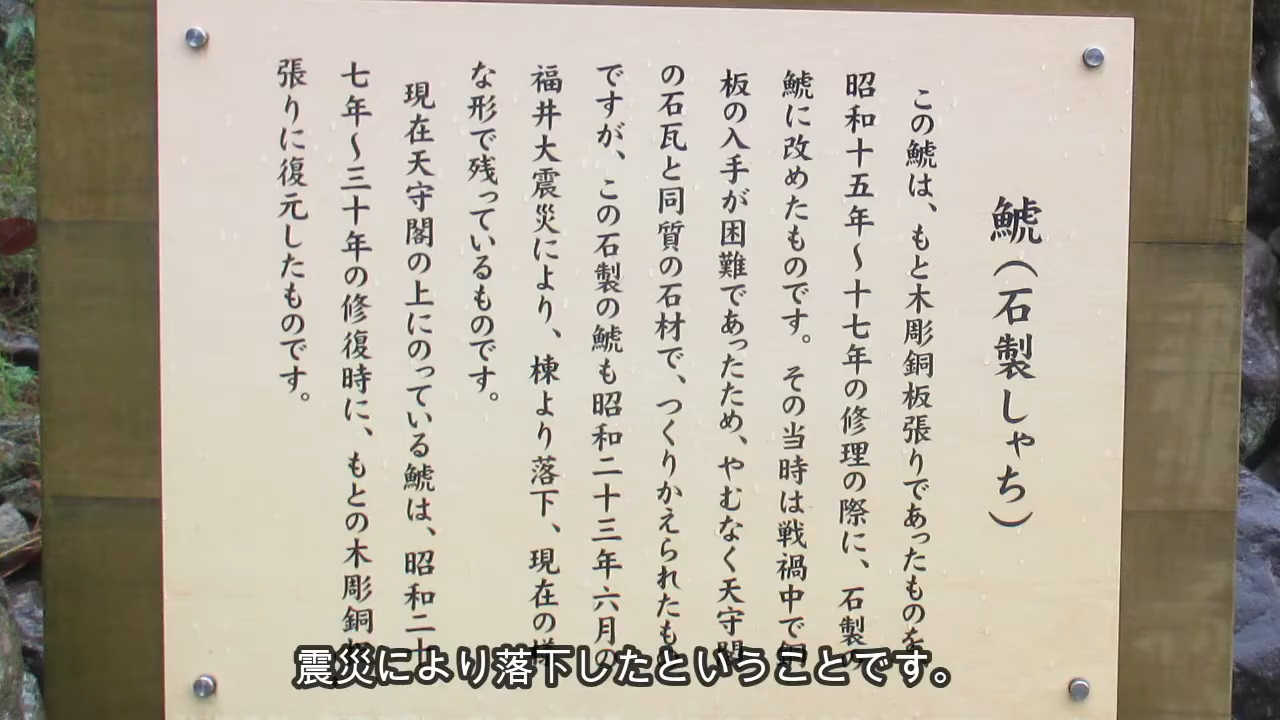 鯱(石製しゃち)
この鯱は、もと木彫銅板張りであったものを
昭和十五年～十七年の修理の際に、石製の
鯱に改めたものです。その当時は戦禍中で銅
板の入手が困難であったため、やむなく天守閣
の石瓦と同質の石材で、つくりかえられたもの
ですが、この石製の鯱も昭和二十三年六月の
福井大震災により、棟より落下、現在の様
な形で残っているものです。
現在天守閣の上にのっている鯱は、昭和二十
七年～三十年の修復時に、もとの木彫銅板
張りに復元したものです。
震災により落下したということです。